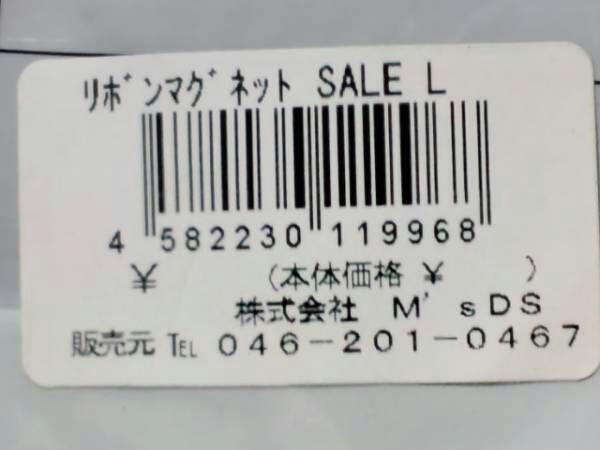 ﾘﾎﾞﾝﾏｸﾞﾈｯﾄ SALE L
4 582230 119968
¥ (本体価格 ¥ )
株式会社 M'sDS
販売元 TEL 046-201-0467